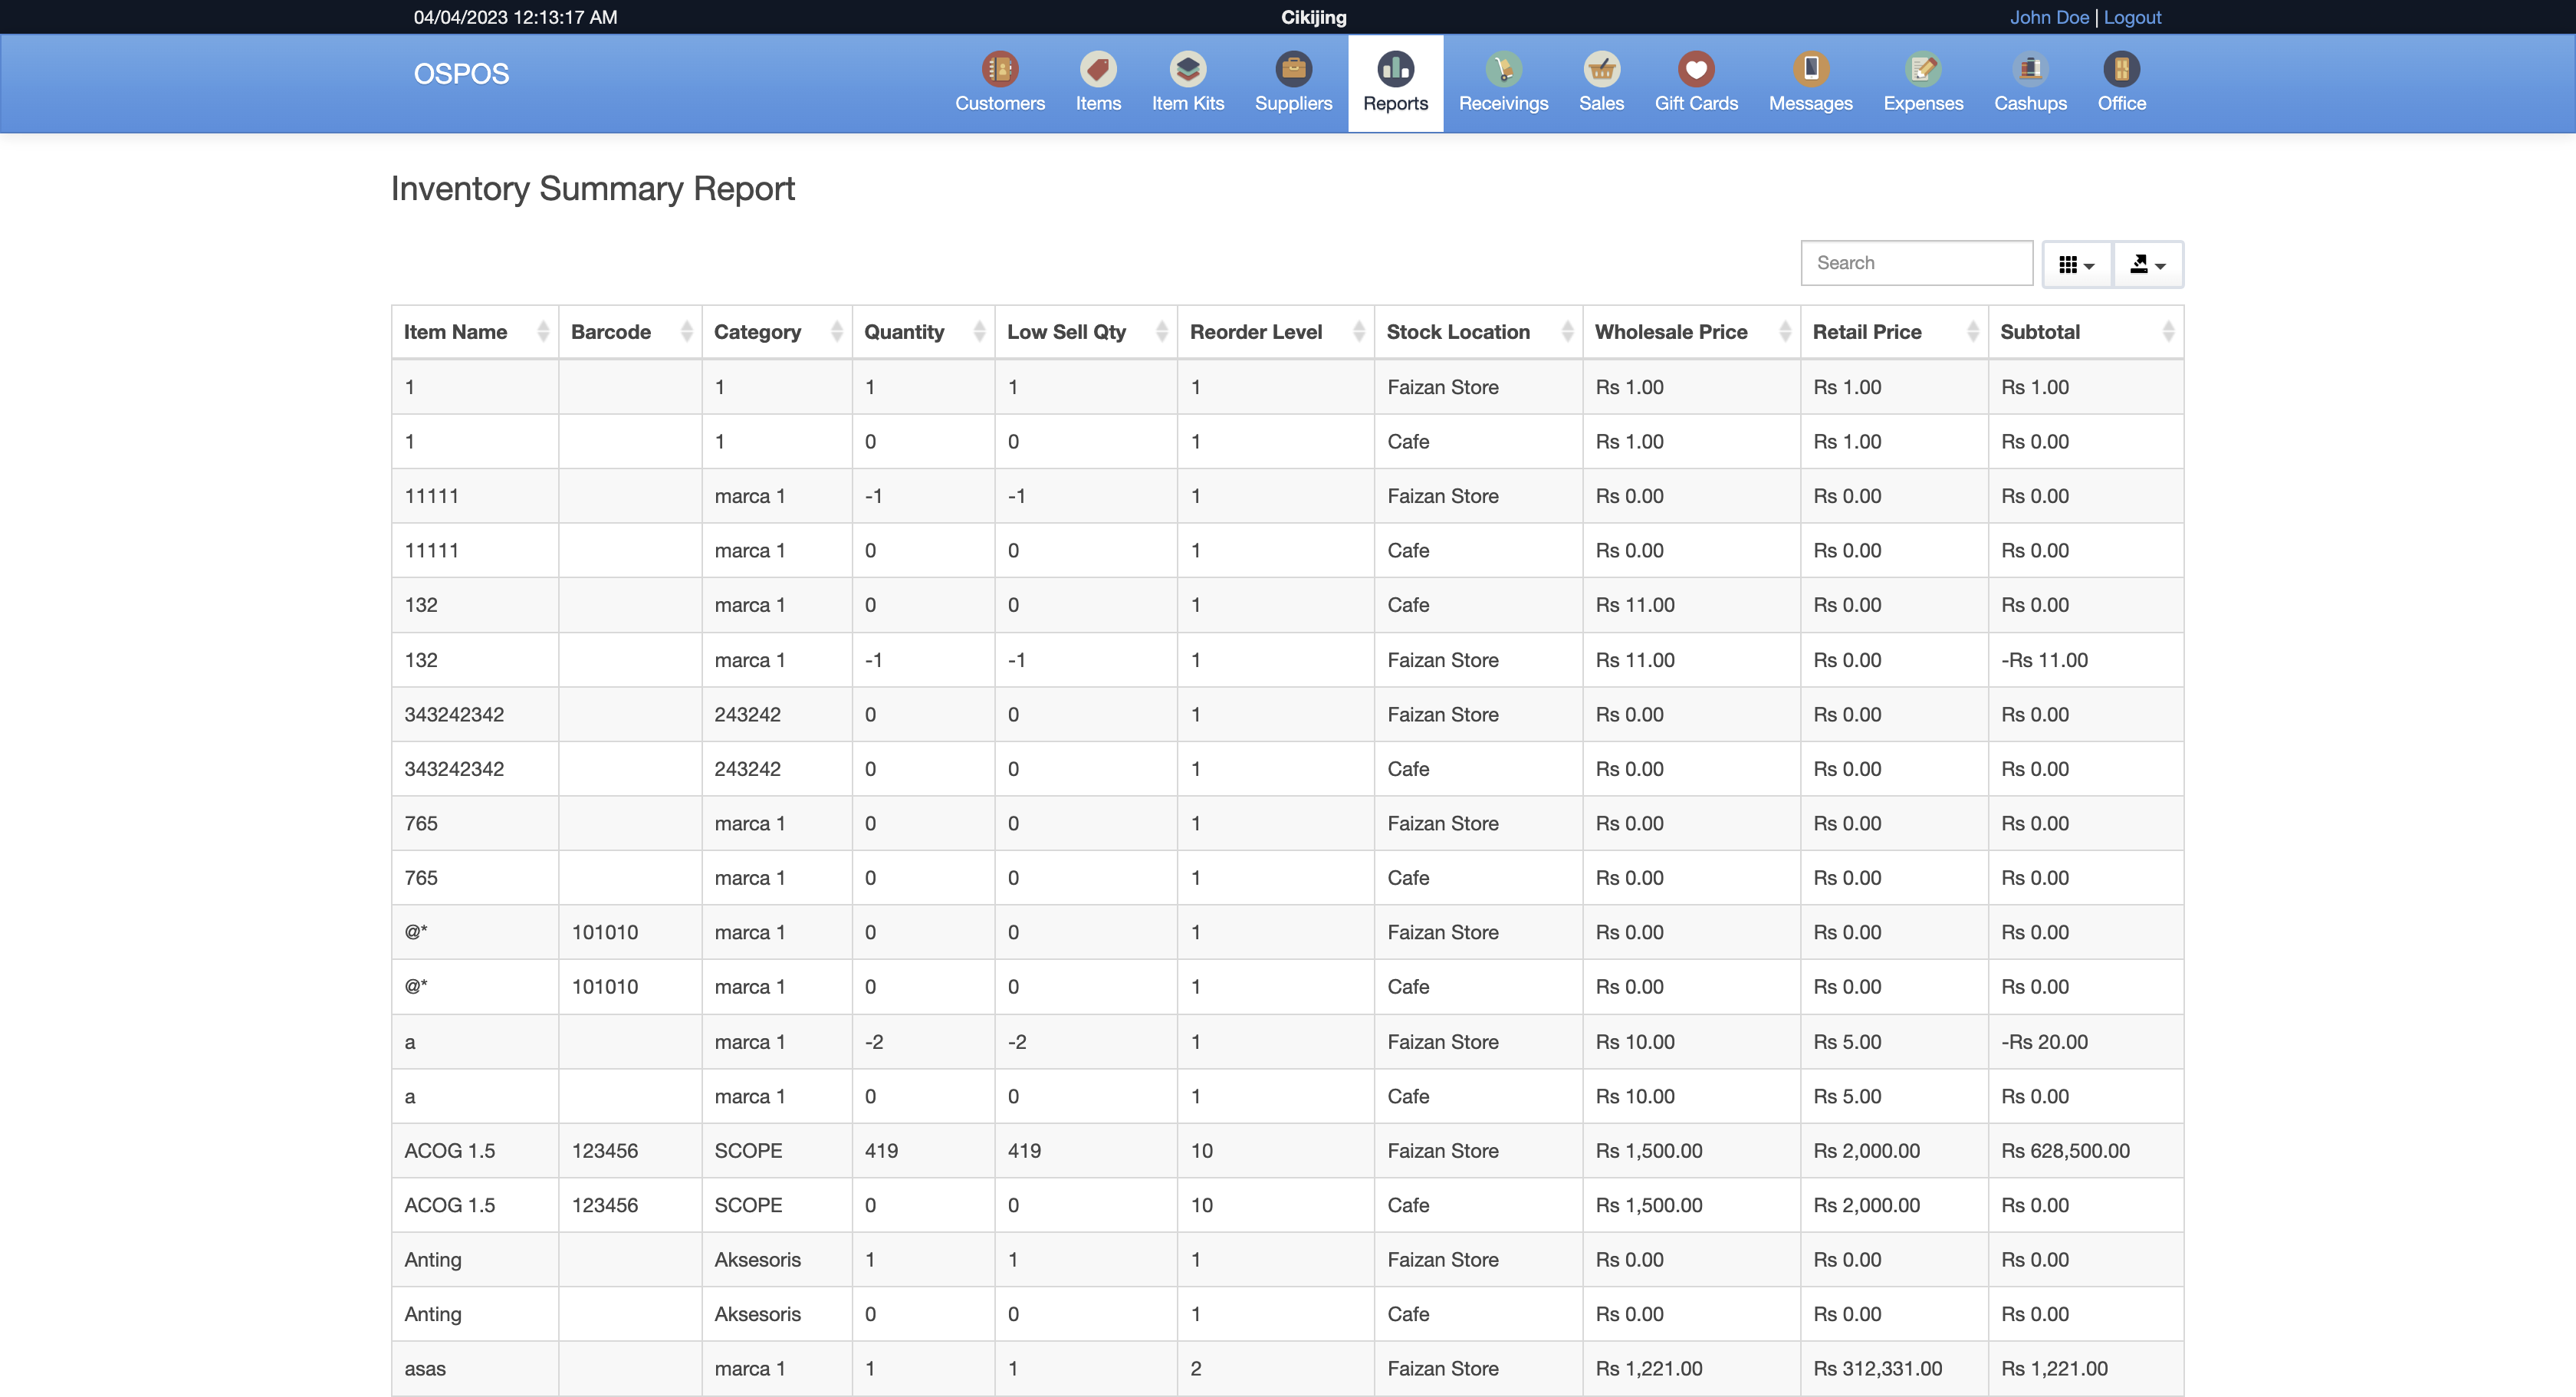 04/04/2023 12:13:17 AM Cikijing John Doe | Logout
OSPOS Customers Items Item Kits Suppliers Reports Receivings Sales Gift Cards Messages Expenses Cashups Office
Inventory Summary Report
Search
Item Name Barcode Category Quantity Low Sell Qty Reorder Level Stock Location Wholesale Price Retail Price Subtotal
1 1 1 1 1 Faizan Store Rs 1.00 Rs 1.00 Rs 1.00
1 1 0 0 1 Cafe Rs 1.00 Rs 1.00 Rs 0.00
11111 marca 1 -1 -1 1 Faizan Store Rs 0.00 Rs 0.00 Rs 0.00
11111 marca 1 0 0 1 Cafe Rs 0.00 Rs 0.00 Rs 0.00
132 marca 1 0 0 1 Cafe Rs 11.00 Rs 0.00 Rs 0.00
132 marca 1 -1 -1 1 Faizan Store Rs 11.00 Rs 0.00 -Rs 11.00
343242342 243242 0 0 1 Faizan Store Rs 0.00 Rs 0.00 Rs 0.00
343242342 243242 0 0 1 Cafe Rs 0.00 Rs 0.00 Rs 0.00
765 marca 1 0 0 1 Faizan Store Rs 0.00 Rs 0.00 Rs 0.00
765 marca 1 0 0 1 Cafe Rs 0.00 Rs 0.00 Rs 0.00
@* 101010 marca 1 0 0 1 Faizan Store Rs 0.00 Rs 0.00 Rs 0.00
@* 101010 marca 1 0 0 1 Cafe Rs 0.00 Rs 0.00 Rs 0.00
a marca 1 -2 -2 1 Faizan Store Rs 10.00 Rs 5.00 -Rs 20.00
a marca 1 0 0 1 Cafe Rs 10.00 Rs 5.00 Rs 0.00
ACOG 1.5 123456 SCOPE 419 419 10 Faizan Store Rs 1,500.00 Rs 2,000.00 Rs 628,500.00
ACOG 1.5 123456 SCOPE 0 0 10 Cafe Rs 1,500.00 Rs 2,000.00 Rs 0.00
Anting Aksesoris 1 1 1 Faizan Store Rs 0.00 Rs 0.00 Rs 0.00
Anting Aksesoris 0 0 1 Cafe Rs 0.00 Rs 0.00 Rs 0.00
asas marca 1 1 1 2 Faizan Store Rs 1,221.00 Rs 312,331.00 Rs 1,221.00